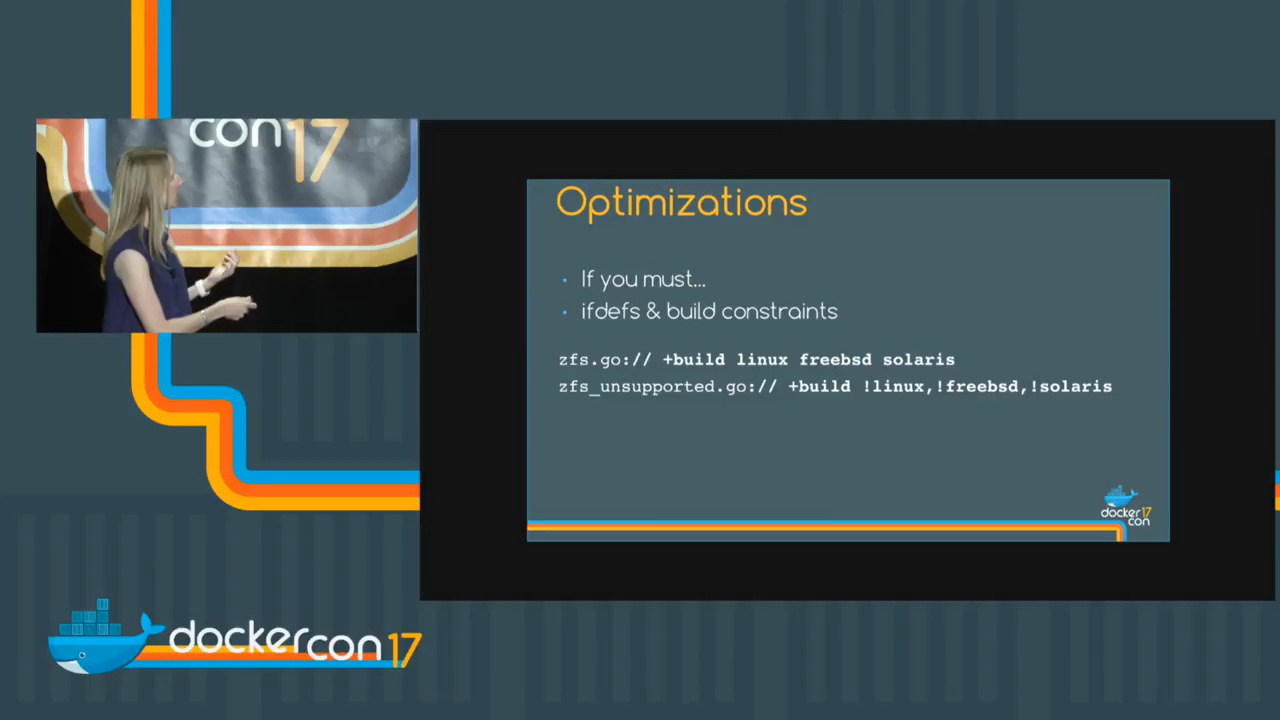 con17
Optimizations
If you must...
ifdefs & build constraints
zfs.go:// +build linux freebsd solaris
zfs_unsupported.go:// +build !linux,!freebsd,!solaris
docker17
con
dockercon17